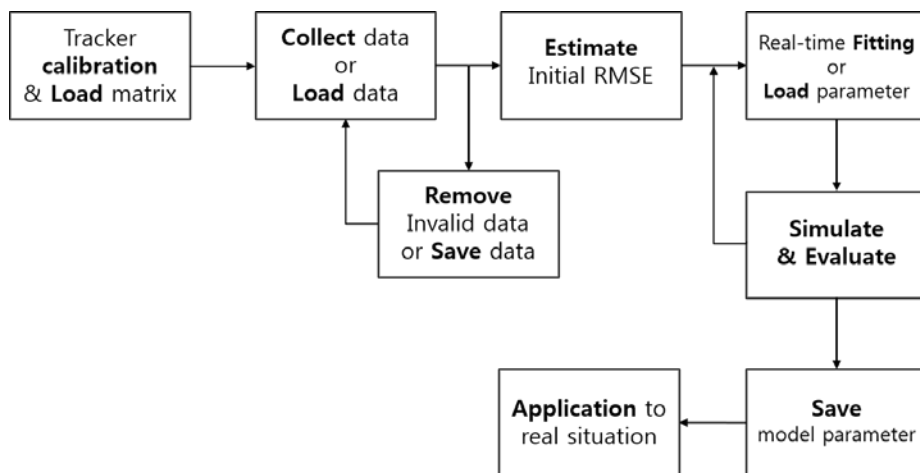 Tracker
calibration
& Load matrix
Collect data
or
Load data
Estimate
Initial RMSE
Real-time Fitting
or
Load parameter
Remove
Invalid data
or Save data
Simulate
& Evaluate
Application to
real situation
Save
model parameter